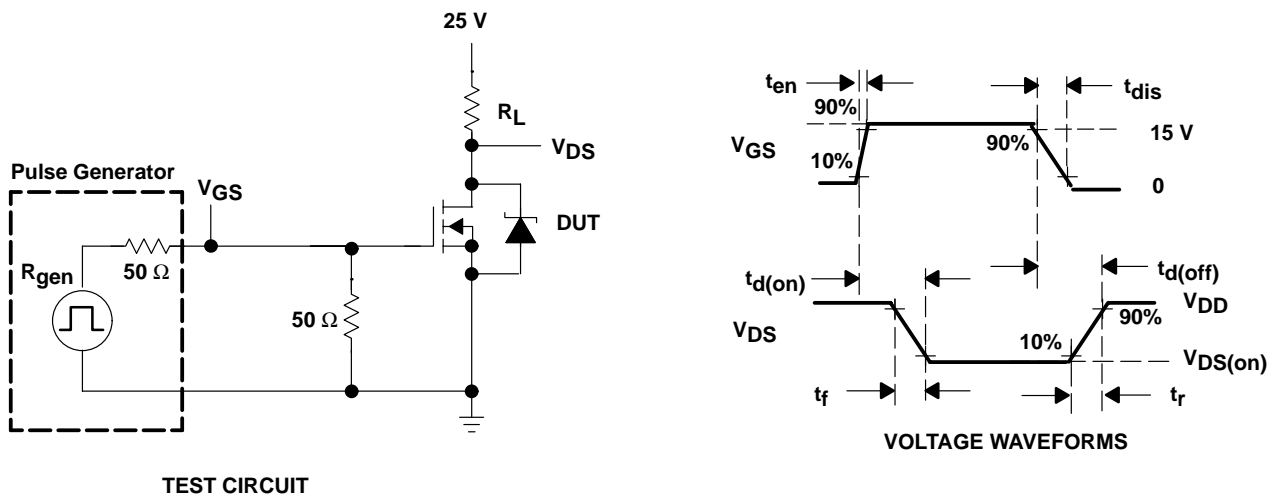 25 V
RL
VDS
Pulse Generator
VGS
DUT
Rgen
50 Ω
50 Ω
TEST CIRCUIT
ten
tdis
90%
15 V
VGS
10%
90%
0
td(on)
td(off)
VDD
VDS
10%
90%
VDS(on)
tf
tr
VOLTAGE WAVEFORMS